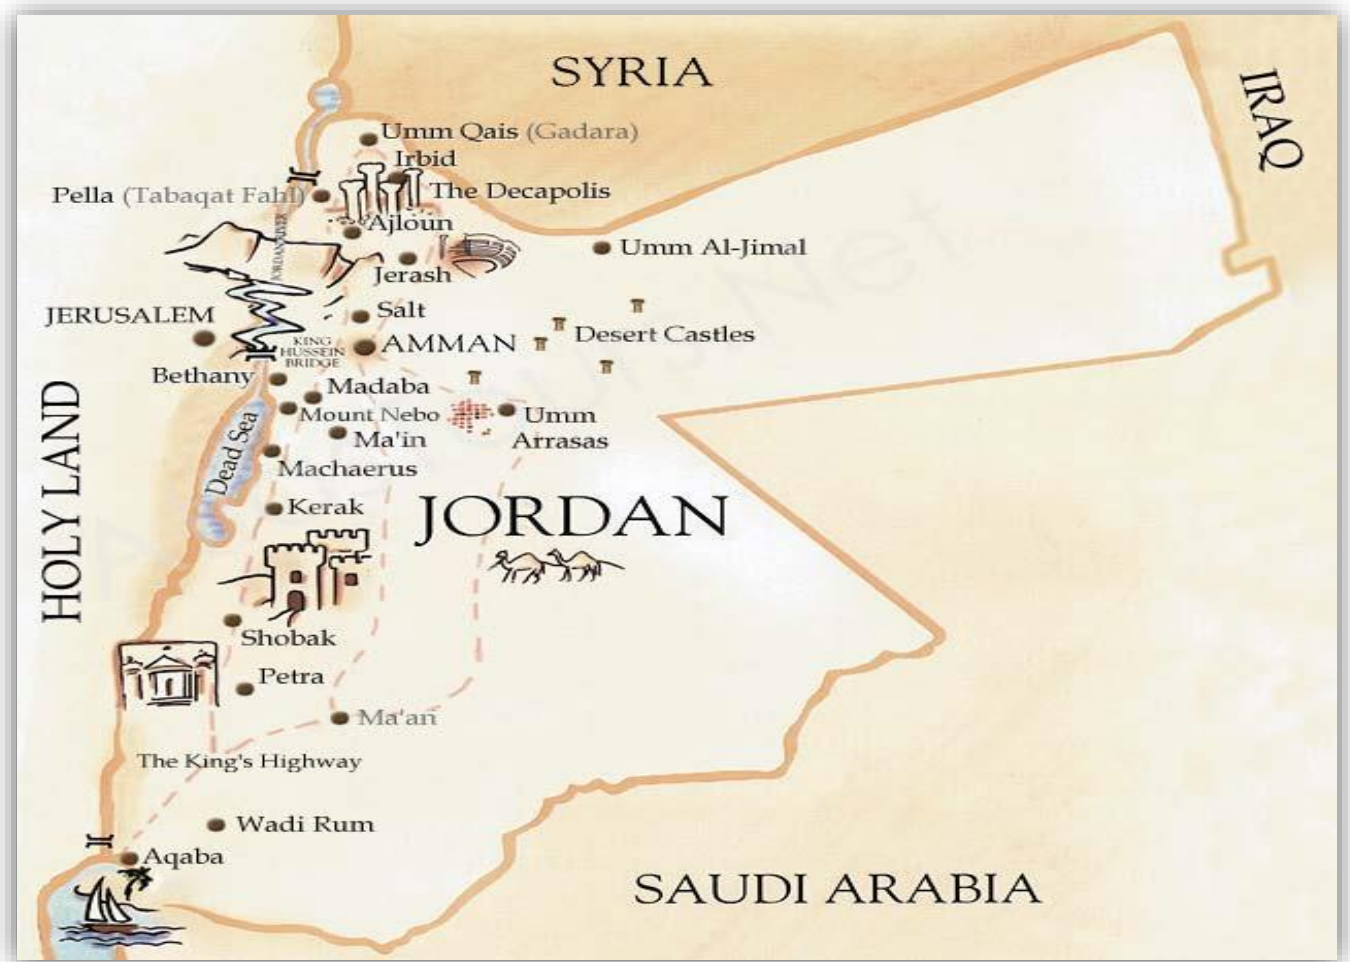 SYRIA
IRAQ
Umm Qais (Gadara)
Irbid
The Decapolis
Pella (Tabaqat Fahl)
Ajloun
JORDAN RIVER
Umm Al-Jimal
Jerash
Salt
JERUSALEM
KING
HUSSEIN
BRIDGE
AMMAN
Desert Castles
Bethany
Madaba
Mount Nebo
Umm
Arrasas
Ma'in
Dead Sea
Machaerus
HOLY LAND
Kerak
JORDAN
Shobak
Petra
Ma'an
The King's Highway
Wadi Rum
Aqaba
SAUDI ARABIA